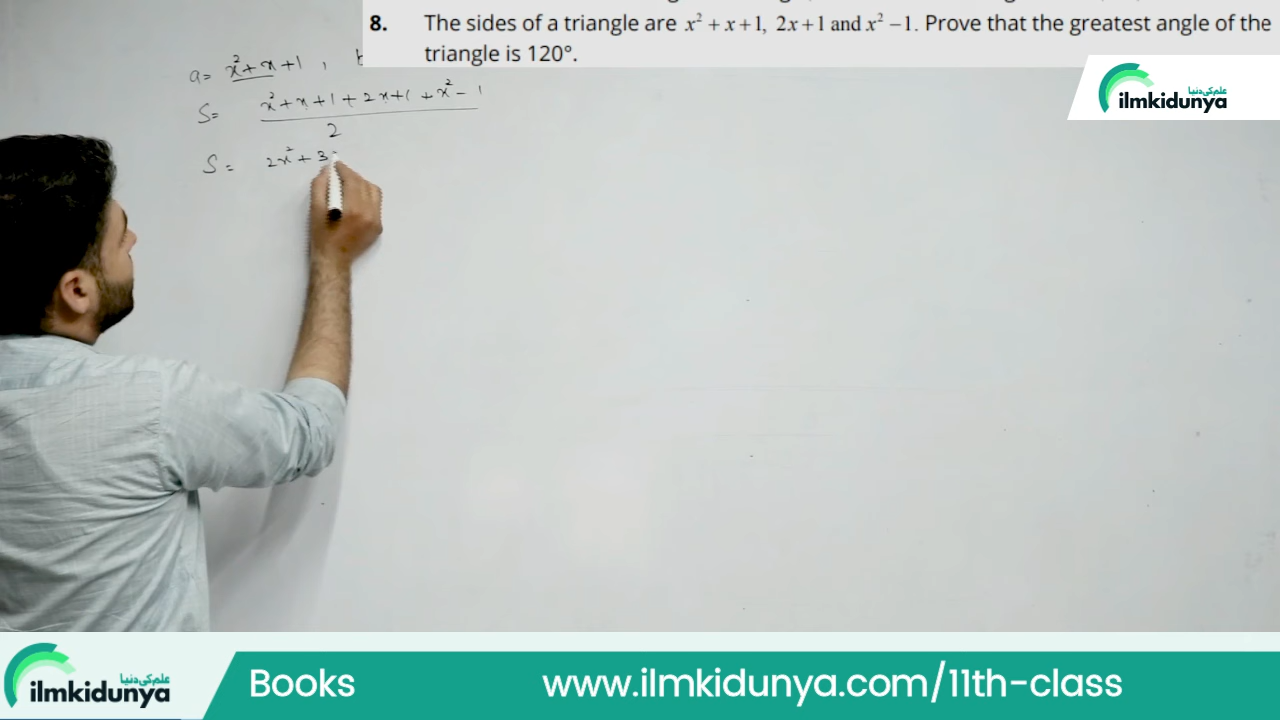 8. The sides of a triangle are x² + x + 1, 2x + 1 and x² − 1. Prove that the greatest angle of the
triangle is 120°.
علم کی دنیا
ilmkidunya
a = x² + x + 1 ,
S = x² + x + 1 + 2x + 1 + x² − 1
2
S = 2x² + 3
علم کی دنیا
ilmkidunya
Books
www.ilmkidunya.com/11th-class